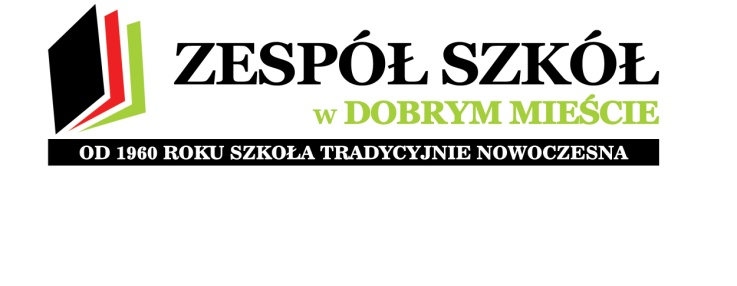 ZESPÓŁ SZKÓŁ
w DOBRYM MIEŚCIE
OD 1960 ROKU SZKOŁA TRADYCYJNIE NOWOCZESNA